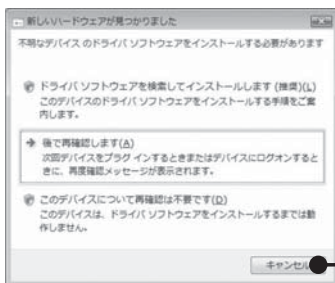 新しいハードウェアが見つかりました
不明なデバイス のドライバ ソフトウェアをインストールする必要があります
ドライバ ソフトウェアを検索してインストールします (推奨)(L)
このデバイスのドライバ ソフトウェアをインストールする手順をご案
内します。
後で再確認します(A)
次回デバイスをプラグ インするときまたはデバイスにログオンすると
きに、再度確認メッセージが表示されます。
このデバイスについて再確認は不要です(D)
このデバイスは、ドライバ ソフトウェアをインストールするまでは動
作しません。
キャンセル